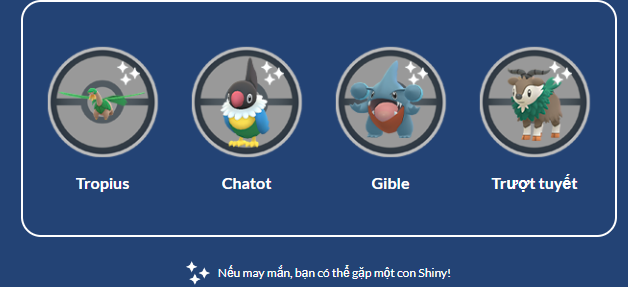 Tropius
Chatot
Gible
Trượt tuyết
Nếu may mắn, bạn có thể gặp một con Shiny!